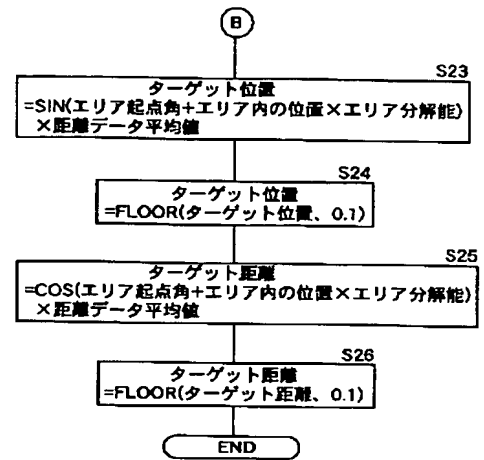 B
S23
ターゲット位置
=SIN(エリア起点角+エリア内の位置×エリア分解能)
×距離データ平均値
S24
ターゲット位置
=FLOOR(ターゲット位置、0.1)
S25
ターゲット距離
=COS(エリア起点角+エリア内の位置×エリア分解能)
×距離データ平均値
S26
ターゲット距離
=FLOOR(ターゲット距離、0.1)
END